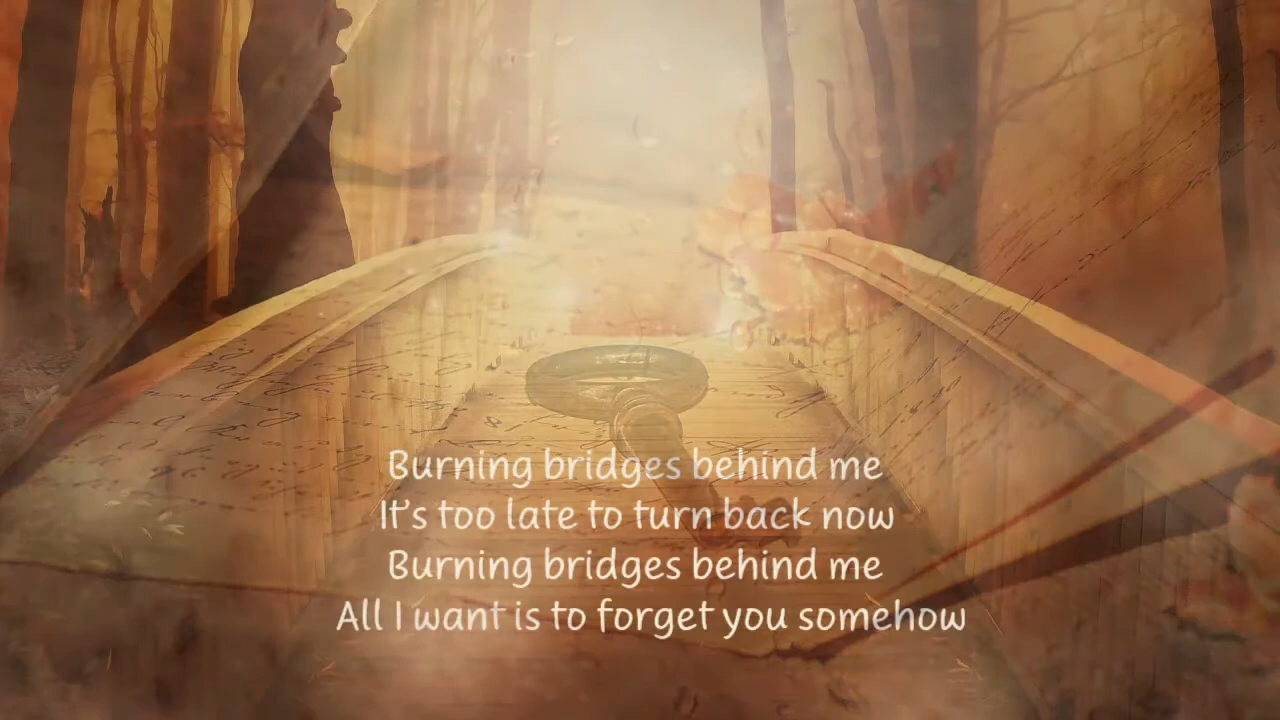 Burning bridges behind me
It's too late to turn back now
Burning bridges behind me
All I want is to forget you somehow